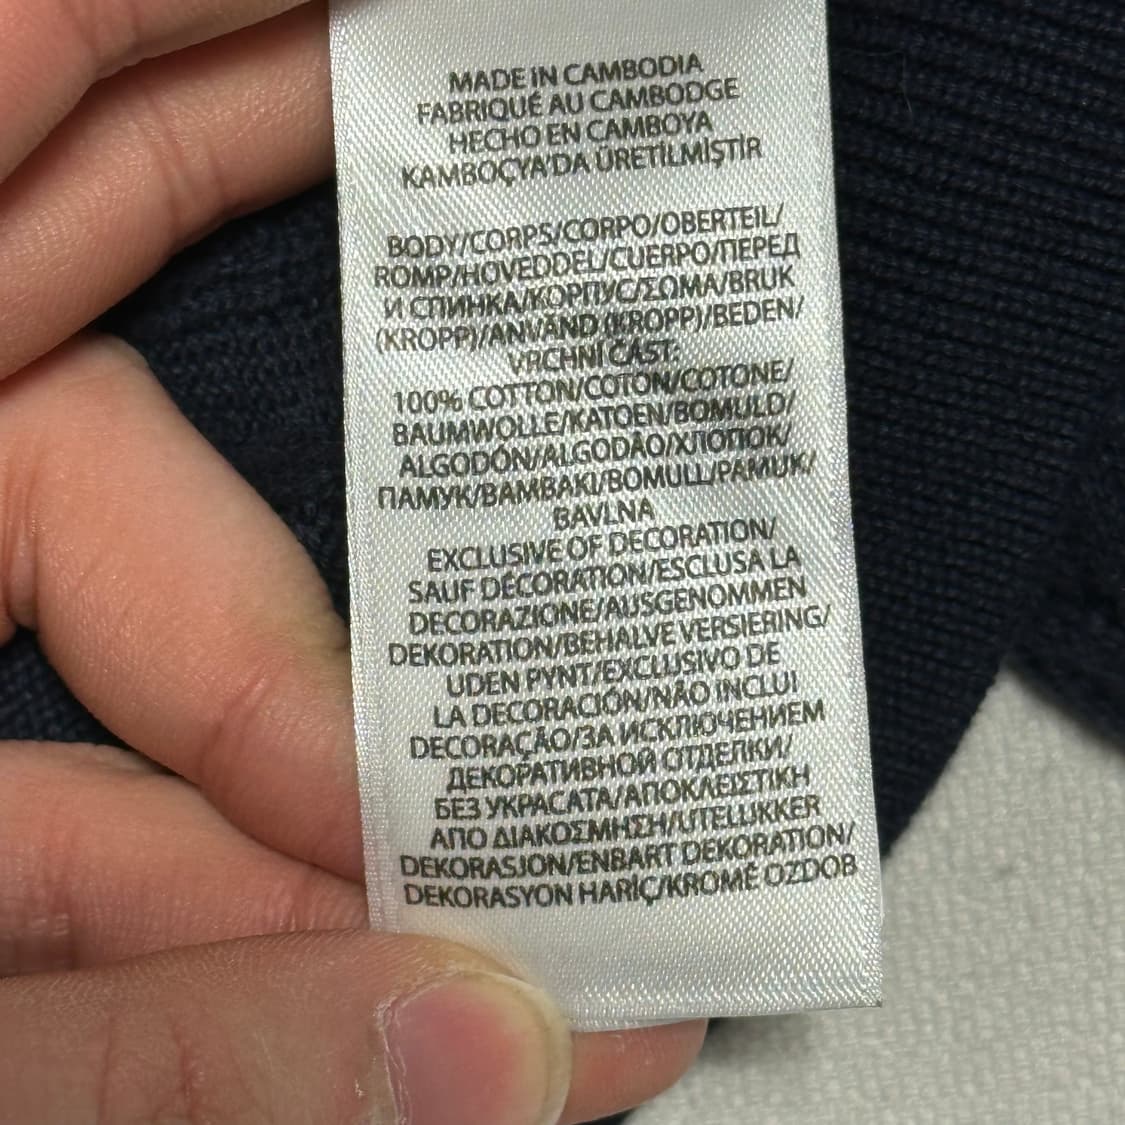 MADE IN CAMBODIA
FABRIQUÉ AU CAMBODGE
HECHO EN CAMBOYA
KAMBOÇYA'DA ÜRETİLMİŞTİR
BODY/CORPS/CORPO/OBERTEIL/
ROMP/HOVEDDEL/CUERPO/ПЕРЕД
И СПИНКА/КОРПУС/ΣΩΜΑ/BRUK
(KROPP)/ANVÄND (KROPP)/BEDEN/
VRCHNÍ ČÁST:
100% COTTON/COTON/COTONE/
BAUMWOLLE/KATOEN/BOMULD/
ALGODÓN/ALGODÃO/ХЛОПОК/
ПАМУК/ΒΑΜΒΑΚΙ/BOMULL/PAMUK/
BAVLNA
EXCLUSIVE OF DECORATION/
SAUF DÉCORATION/ESCLUSA LA
DECORAZIONE/AUSGENOMMEN
DEKORATION/BEHALVE VERSIERING/
UDEN PYNT/EXCLUSIVO DE
LA DECORACIÓN/NÃO INCLUI
DECORAÇÃO/ЗА ИСКЛЮЧЕНИЕМ
ДЕКОРАТИВНОЙ ОТДЕЛКИ/
БЕЗ УКРАСАТА/ΑΠΟΚΛΕΙΣΤΙΚΗ
ΑΠΟ ΔΙΑΚΟΣΜΗΣΗ/UTELUKKER
DEKORASJON/ENBART DEKORATION/
DEKORASYON HARİÇ/KROMĚ OZDOB